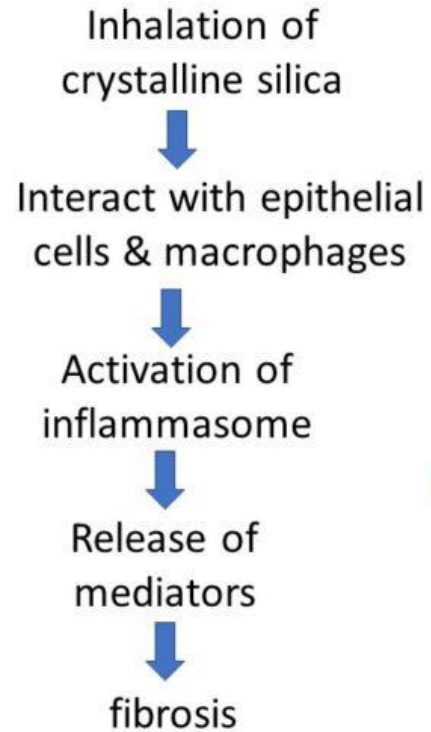 Inhalation of
crystalline silica
Interact with epithelial
cells & macrophages
Activation of
inflammasome
Release of
mediators
fibrosis